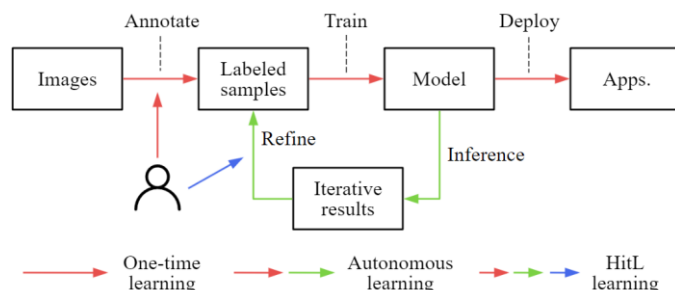 Annotate
Train
Deploy
Images
Labeled
samples
Model
Apps.
Refine
Inference
Iterative
results
One-time
learning
Autonomous
learning
HitL
learning